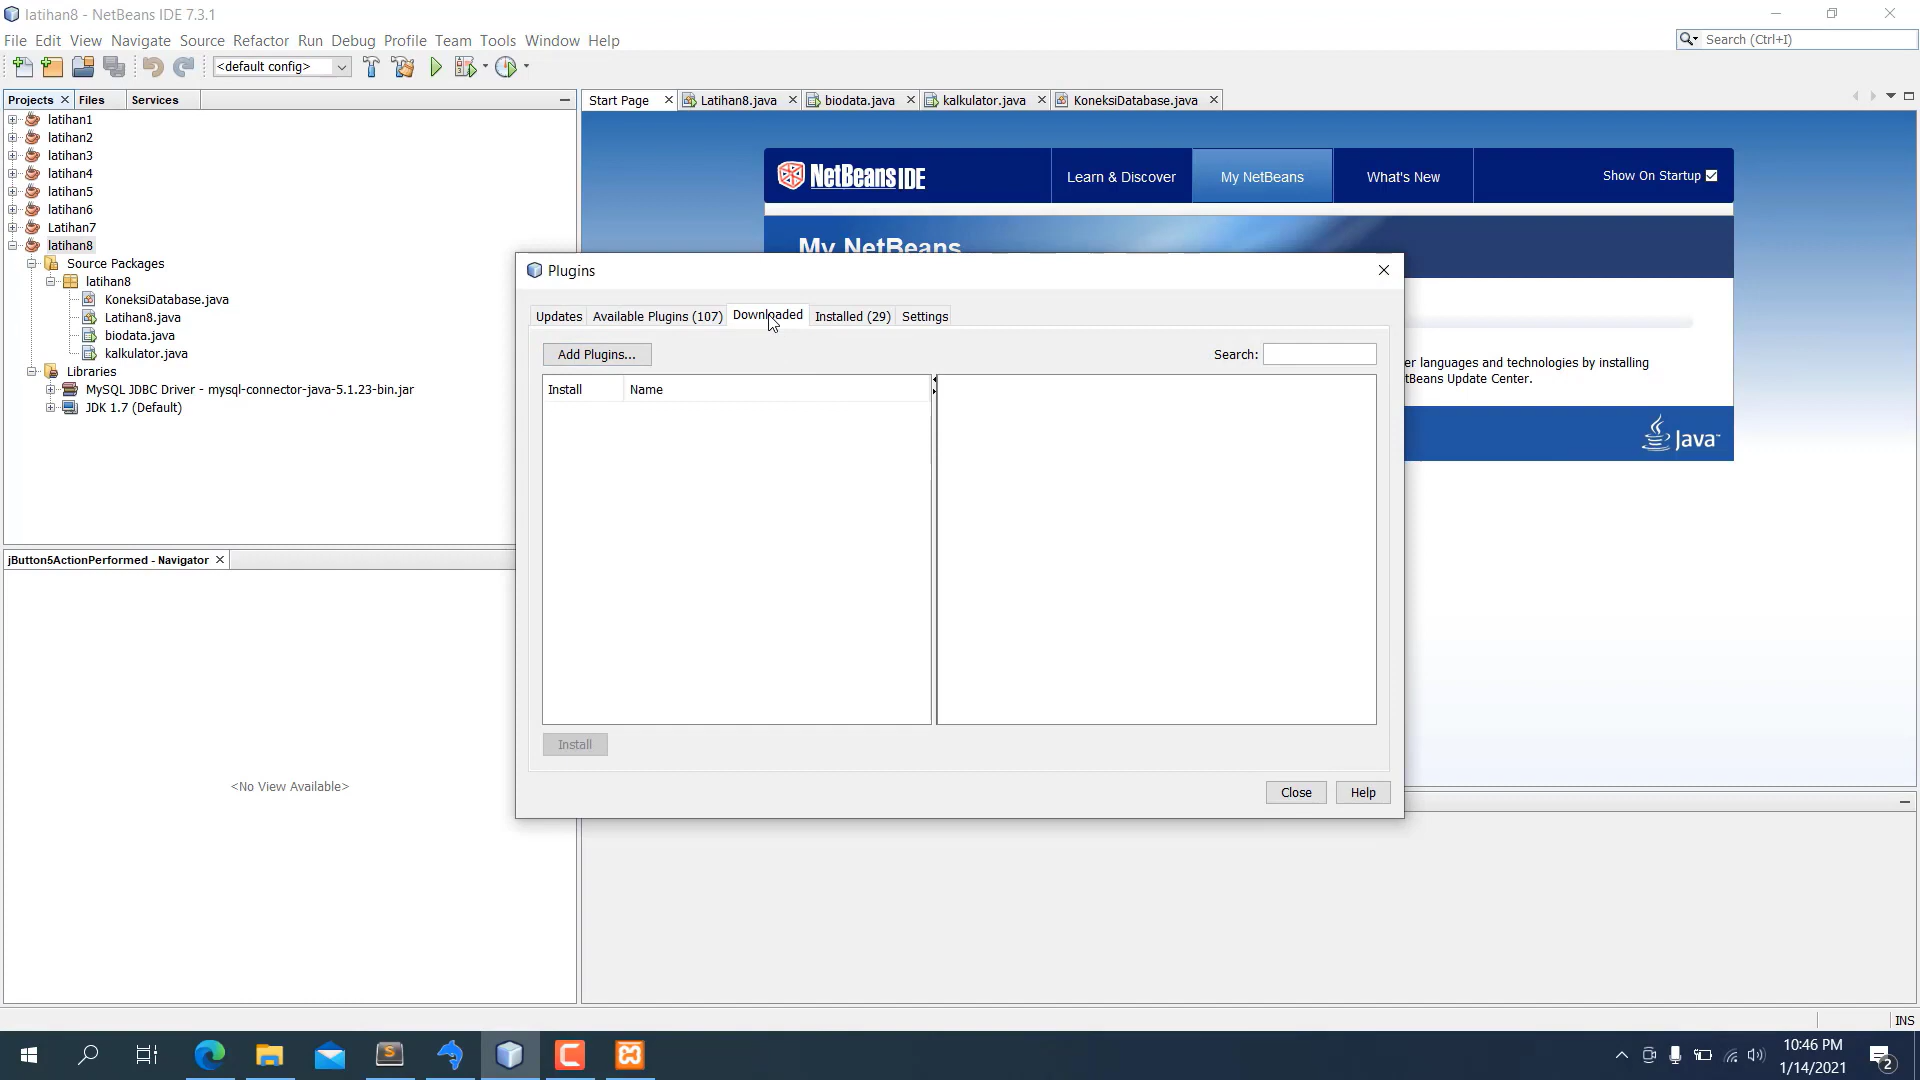 latihan8 - NetBeans IDE 7.3.1
File Edit View Navigate Source Refactor Run Debug Profile Team Tools Window Help
Search (Ctrl+I)
<default config>
Projects Files Services
Start Page Latihan8.java biodata.java kalkulator.java KoneksiDatabase.java
latihan1
latihan2
latihan3
latihan4
latihan5
latihan6
Latihan7
latihan8
Source Packages
latihan8
KoneksiDatabase.java
Latihan8.java
biodata.java
kalkulator.java
Libraries
MySQL JDBC Driver - mysql-connector-java-5.1.23-bin.jar
JDK 1.7 (Default)
NetBeans IDE
Learn & Discover
My NetBeans
What's New
Show On Startup
My NetBeans
er languages and technologies by installing
tBeans Update Center.
Java
Plugins
Updates Available Plugins (107) Downloaded Installed (29) Settings
Add Plugins...
Search:
Install Name
Install
Close Help
jButton5ActionPerformed - Navigator
<No View Available>
INS
10:46 PM
1/14/2021
2